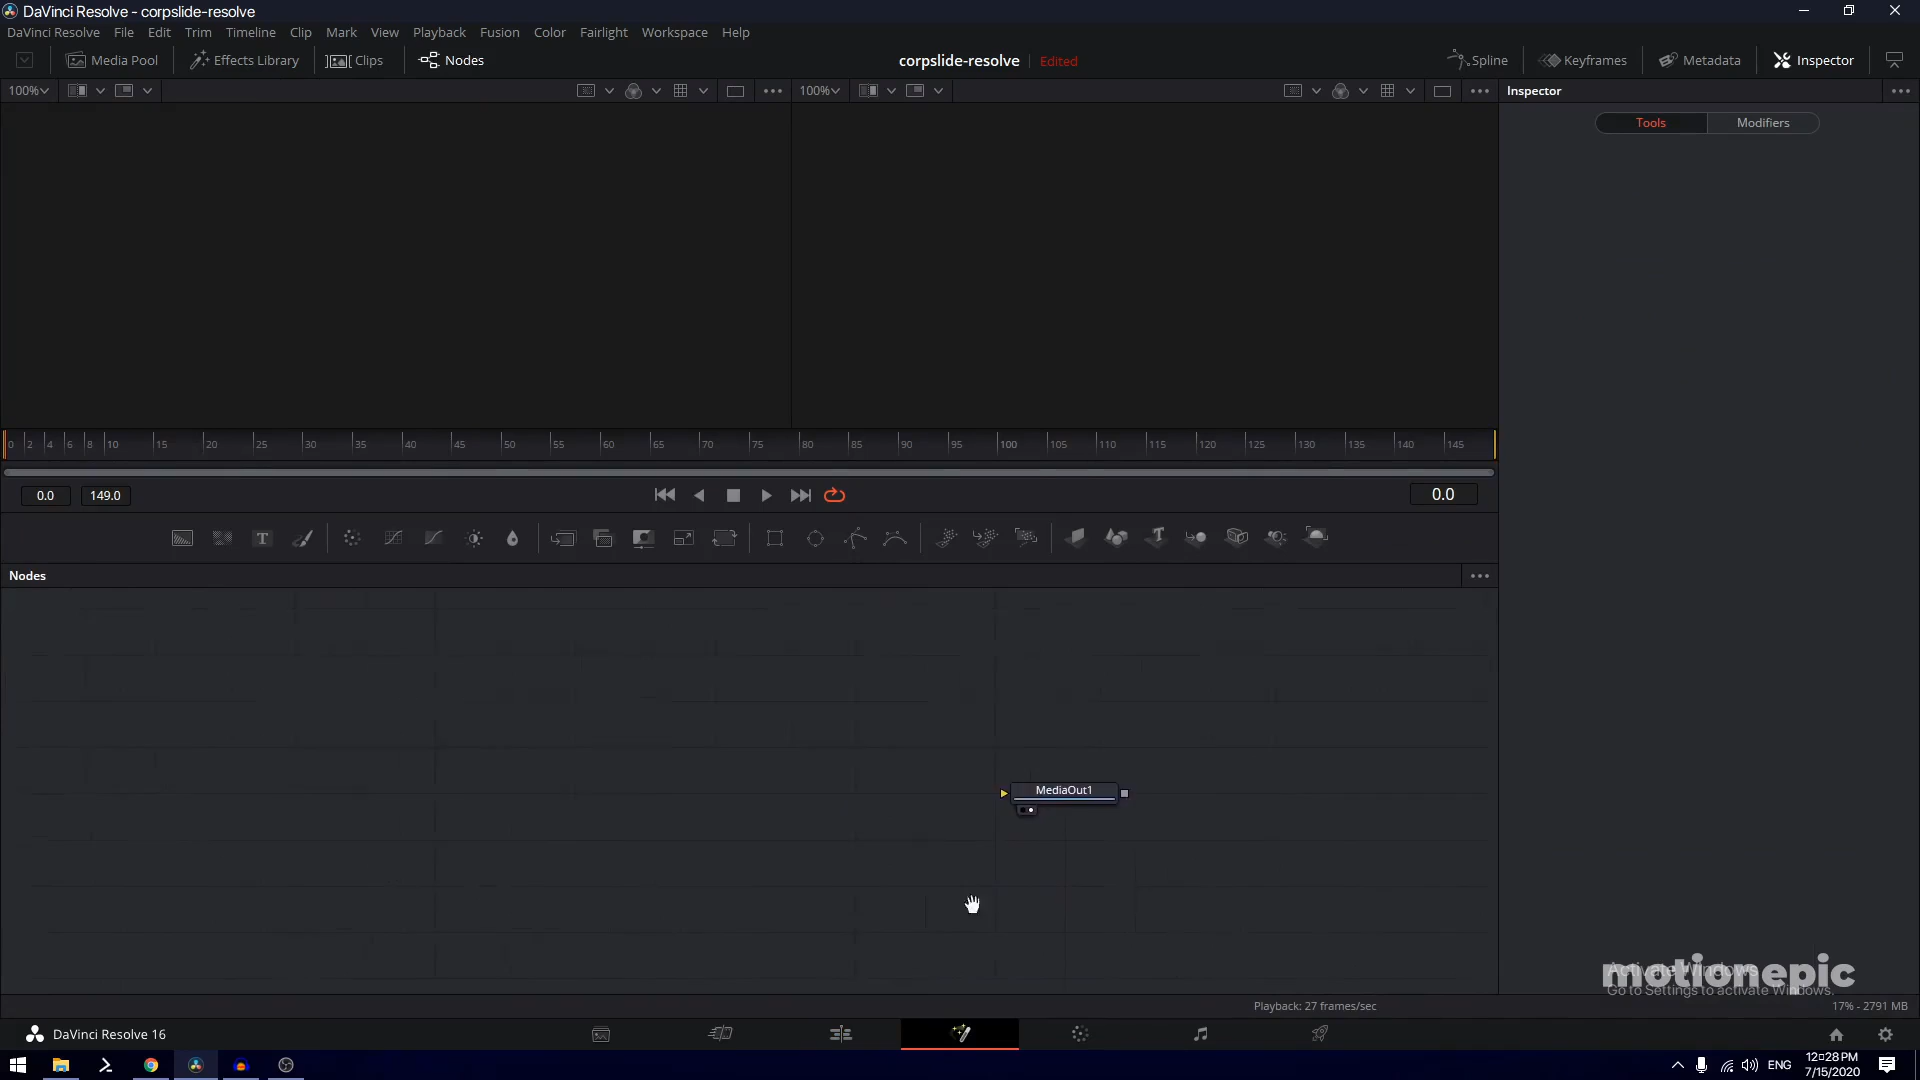 DaVinci Resolve - corpslide-resolve
DaVinci Resolve File Edit Trim Timeline Clip Mark View Playback Fusion Color Fairlight Workspace Help
Media Pool Effects Library Clips Nodes corpslide-resolve Edited Spline Keyframes Metadata Inspector
100% 100% Inspector
Tools Modifiers
0 2 4 6 8 10 15 20 25 30 35 40 45 50 55 60 65 70 75 80 85 90 95 100 105 110 115 120 125 130 135 140 145
0.0 149.0 0.0
T T
Nodes
MediaOut1
motionepic
Activate Windows
Go to Settings to activate Windows.
Playback: 27 frames/sec 17% - 2791 MB
DaVinci Resolve 16
ENG 12:28 PM
7/15/2020